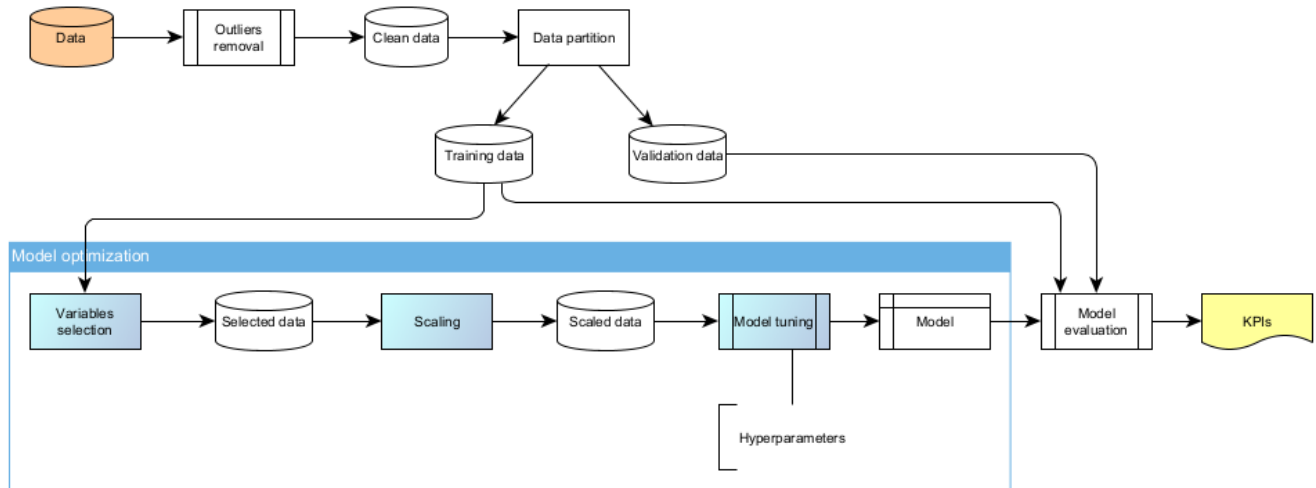 Data
Outliers
removal
Clean data
Data partition
Training data
Validation data
Model optimization
Variables
selection
Selected data
Scaling
Scaled data
Model tuning
Model
Model
evaluation
KPIs
Hyperparameters